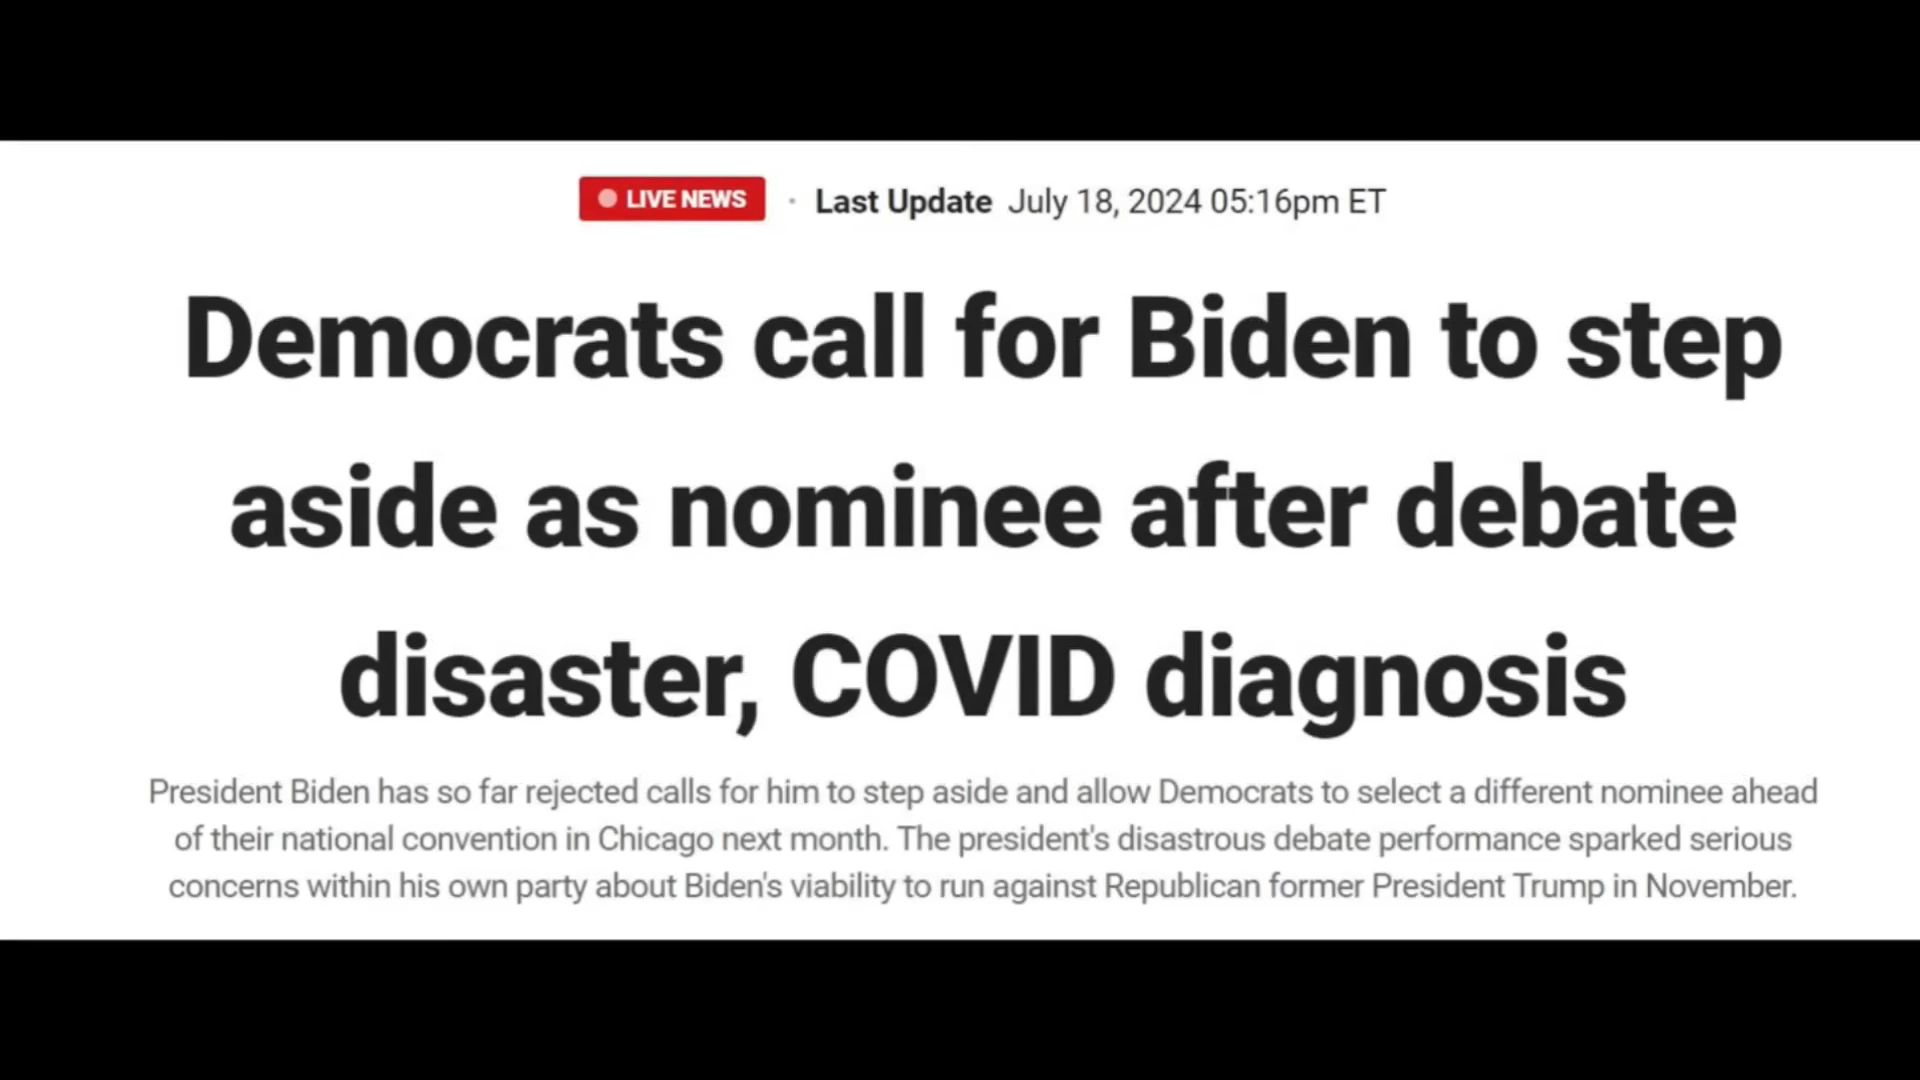 LIVE NEWS · Last Update July 18, 2024 05:16pm ET
Democrats call for Biden to step
aside as nominee after debate
disaster, COVID diagnosis
President Biden has so far rejected calls for him to step aside and allow Democrats to select a different nominee ahead
of their national convention in Chicago next month. The president's disastrous debate performance sparked serious
concerns within his own party about Biden's viability to run against Republican former President Trump in November.